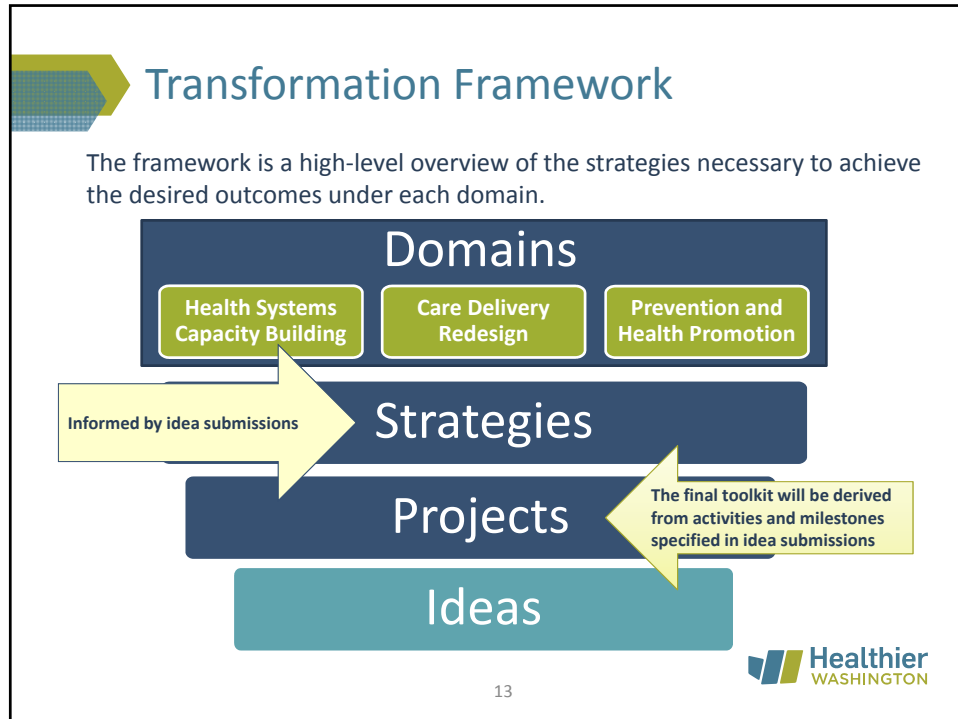 Transformation Framework
The framework is a high-level overview of the strategies necessary to achieve
the desired outcomes under each domain.
Domains
Health Systems
Capacity Building
Care Delivery
Redesign
Prevention and
Health Promotion
Informed by idea submissions
Strategies
Projects
The final toolkit will be derived
from activities and milestones
specified in idea submissions
Ideas
Healthier
WASHINGTON
13